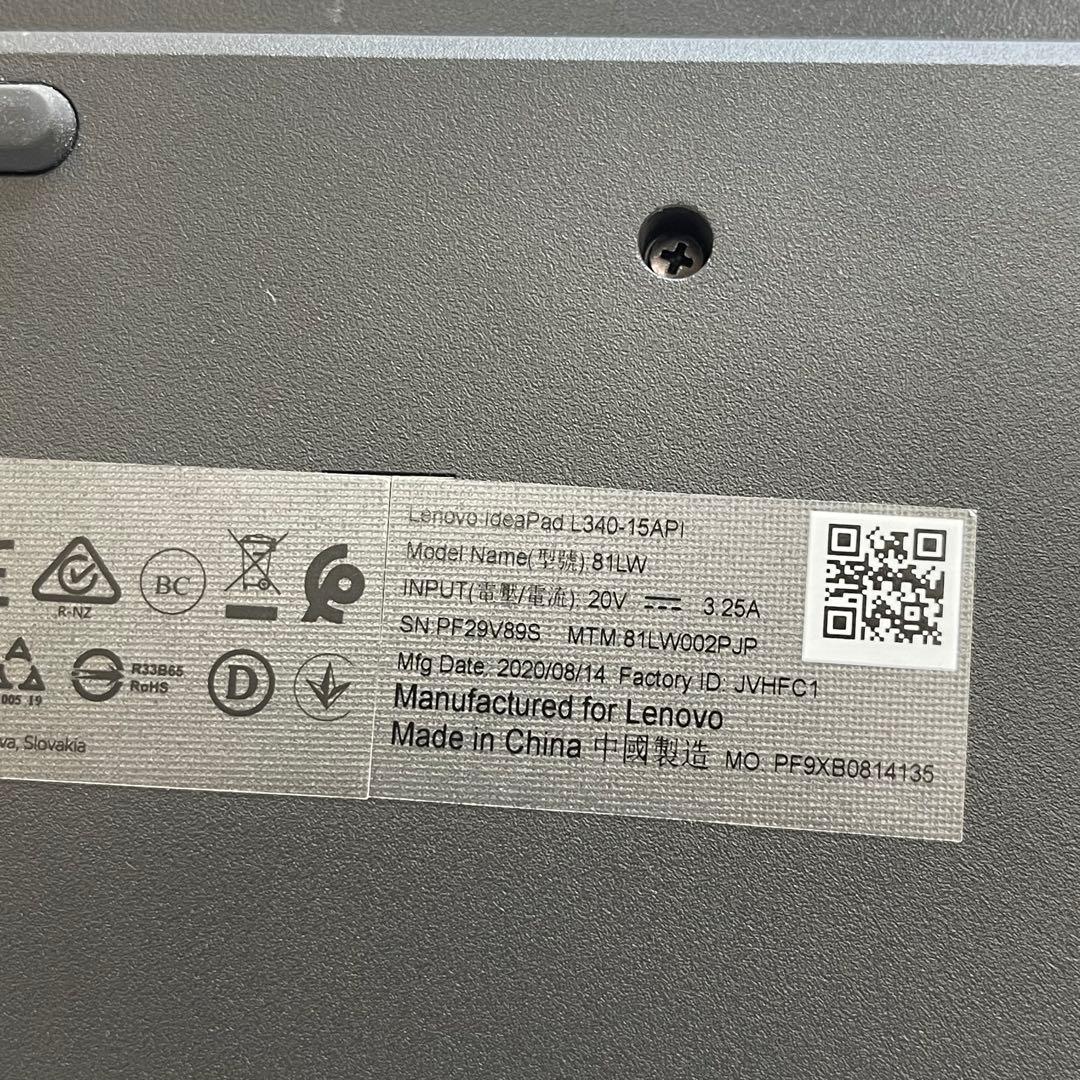 R-NZ
BC
005 19
R33B65
RoHS
D
va, Slovakia
Lenovo IdeaPad L340-15API
Model Name(型號):81LW
INPUT(電壓/電流): 20V ⎓ 3.25A
SN:PF29V89S MTM:81LW002PJP
Mfg Date: 2020/08/14 Factory ID: JVHFC1
Manufactured for Lenovo
Made in China 中國製造 MO: PF9XB0814135